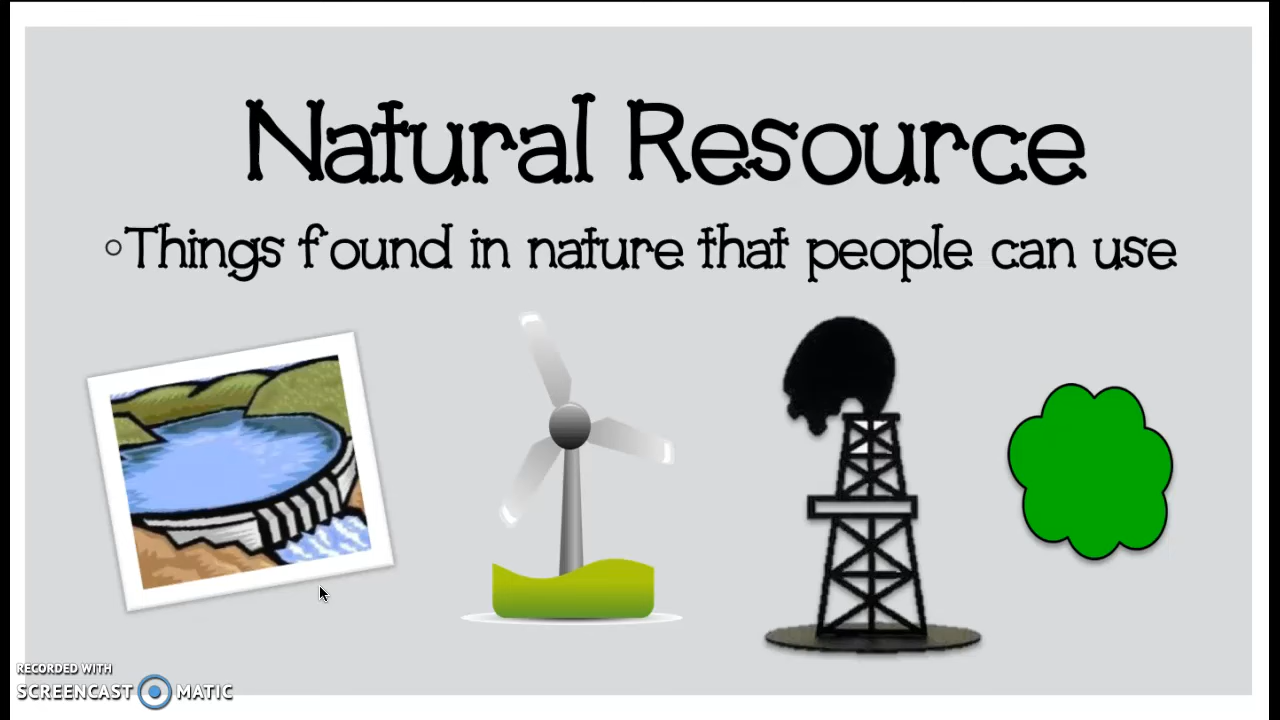 Natural Resource
◦Things found in nature that people can use
RECORDED WITH
SCREENCAST MATIC